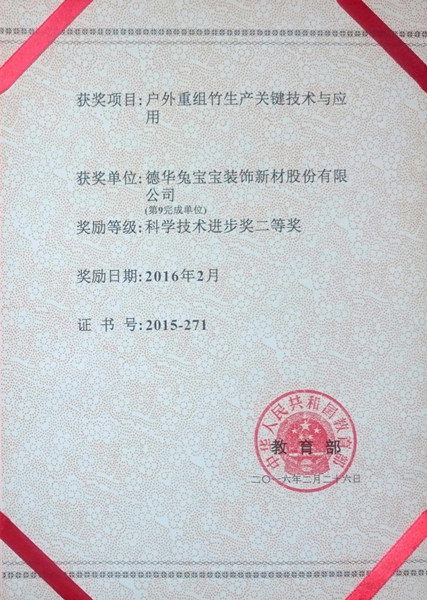 获奖项目:户外重组竹生产关键技术与应
用
获奖单位:德华兔宝宝装饰新材股份有限
公司
(第9完成单位)
奖励等级:科学技术进步奖二等奖
奖励日期:2016年2月
证 书 号:2015-271
中华人民共和国教育部
教 育 部
二〇一六年二月二十六日